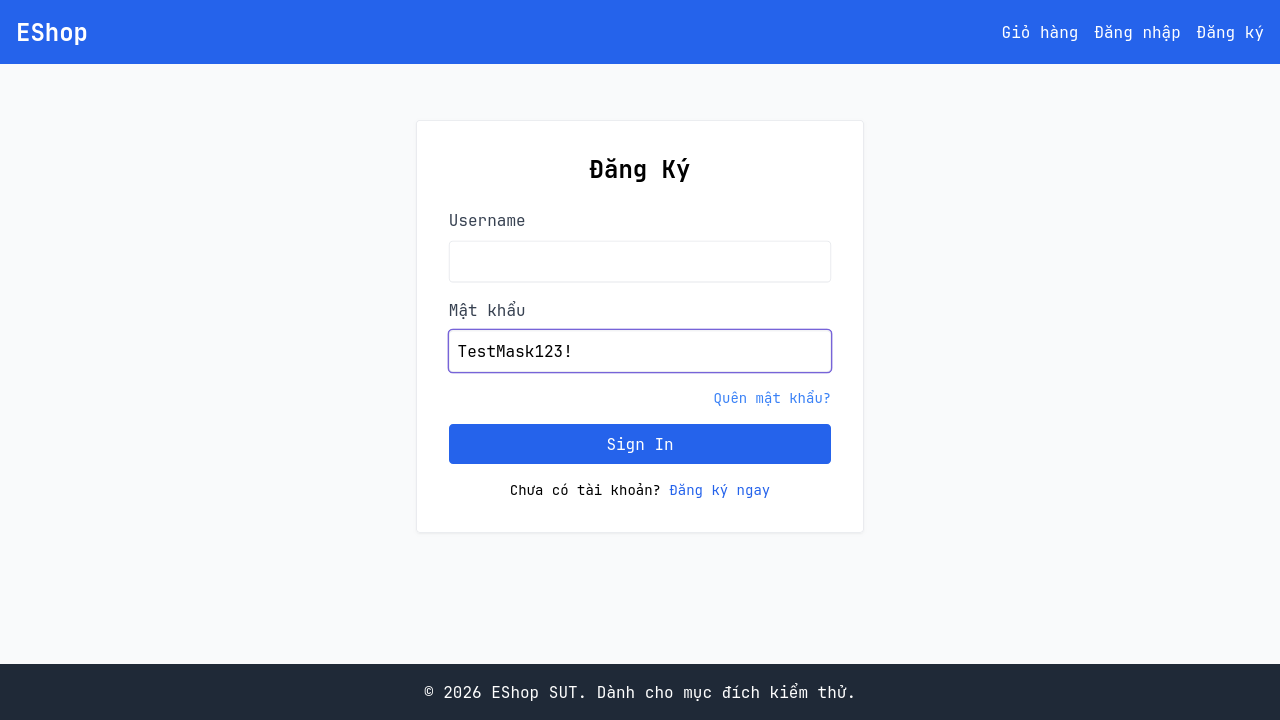 EShop
Giỏ hàng Đăng nhập Đăng ký
Đăng Ký
Username
Mật khẩu
TestMask123!
Quên mật khẩu?
Sign In
Chưa có tài khoản? Đăng ký ngay
© 2026 EShop SUT. Dành cho mục đích kiểm thử.